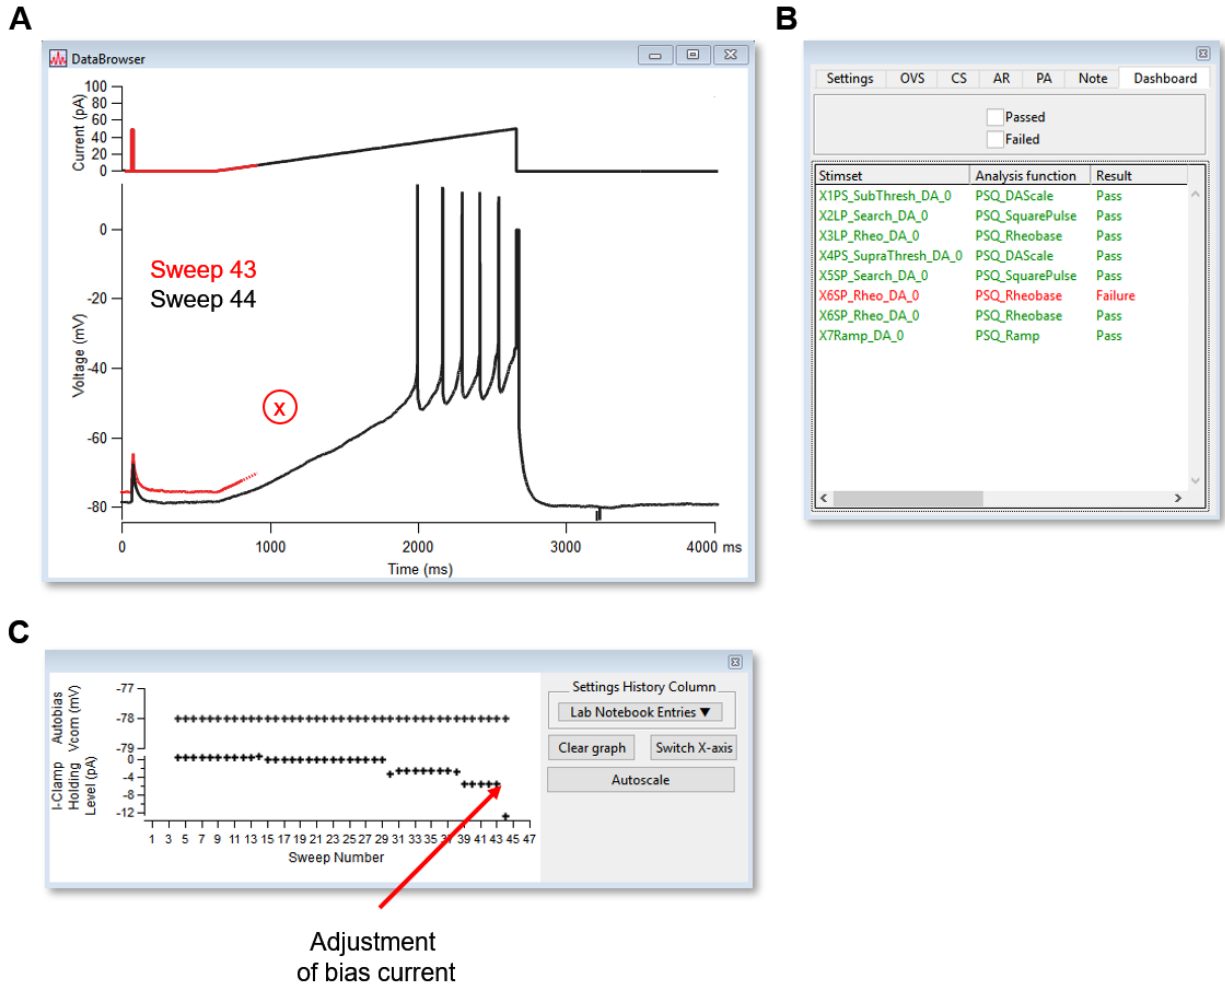 A
DataBrowser
100
80
60
40
20
0
Current (pA)
0
-20
-40
-60
-80
Voltage (mV)
Sweep 43
Sweep 44
x
0 1000 2000 3000 4000 ms
Time (ms)
B
Settings OVS CS AR PA Note Dashboard
Passed
Failed
Stimset Analysis function Result
X1PS_SubThresh_DA_0 PSQ_DAScale Pass
X2LP_Search_DA_0 PSQ_SquarePulse Pass
X3LP_Rheo_DA_0 PSQ_Rheobase Pass
X4PS_SupraThresh_DA_0 PSQ_DAScale Pass
X5SP_Search_DA_0 PSQ_SquarePulse Pass
X6SP_Rheo_DA_0 PSQ_Rheobase Failure
X6SP_Rheo_DA_0 PSQ_Rheobase Pass
X7Ramp_DA_0 PSQ_Ramp Pass
C
Autobias
Vcom (mV)
-77
-78
-79
I-Clamp
Holding
Level (pA)
0
-4
-8
-12
1 3 5 7 9 11 13 15 17 19 21 23 25 27 29 31 33 35 37 39 41 43 45 47
Sweep Number
Settings History Column
Lab Notebook Entries ▼
Clear graph Switch X-axis
Autoscale
Adjustment
of bias current